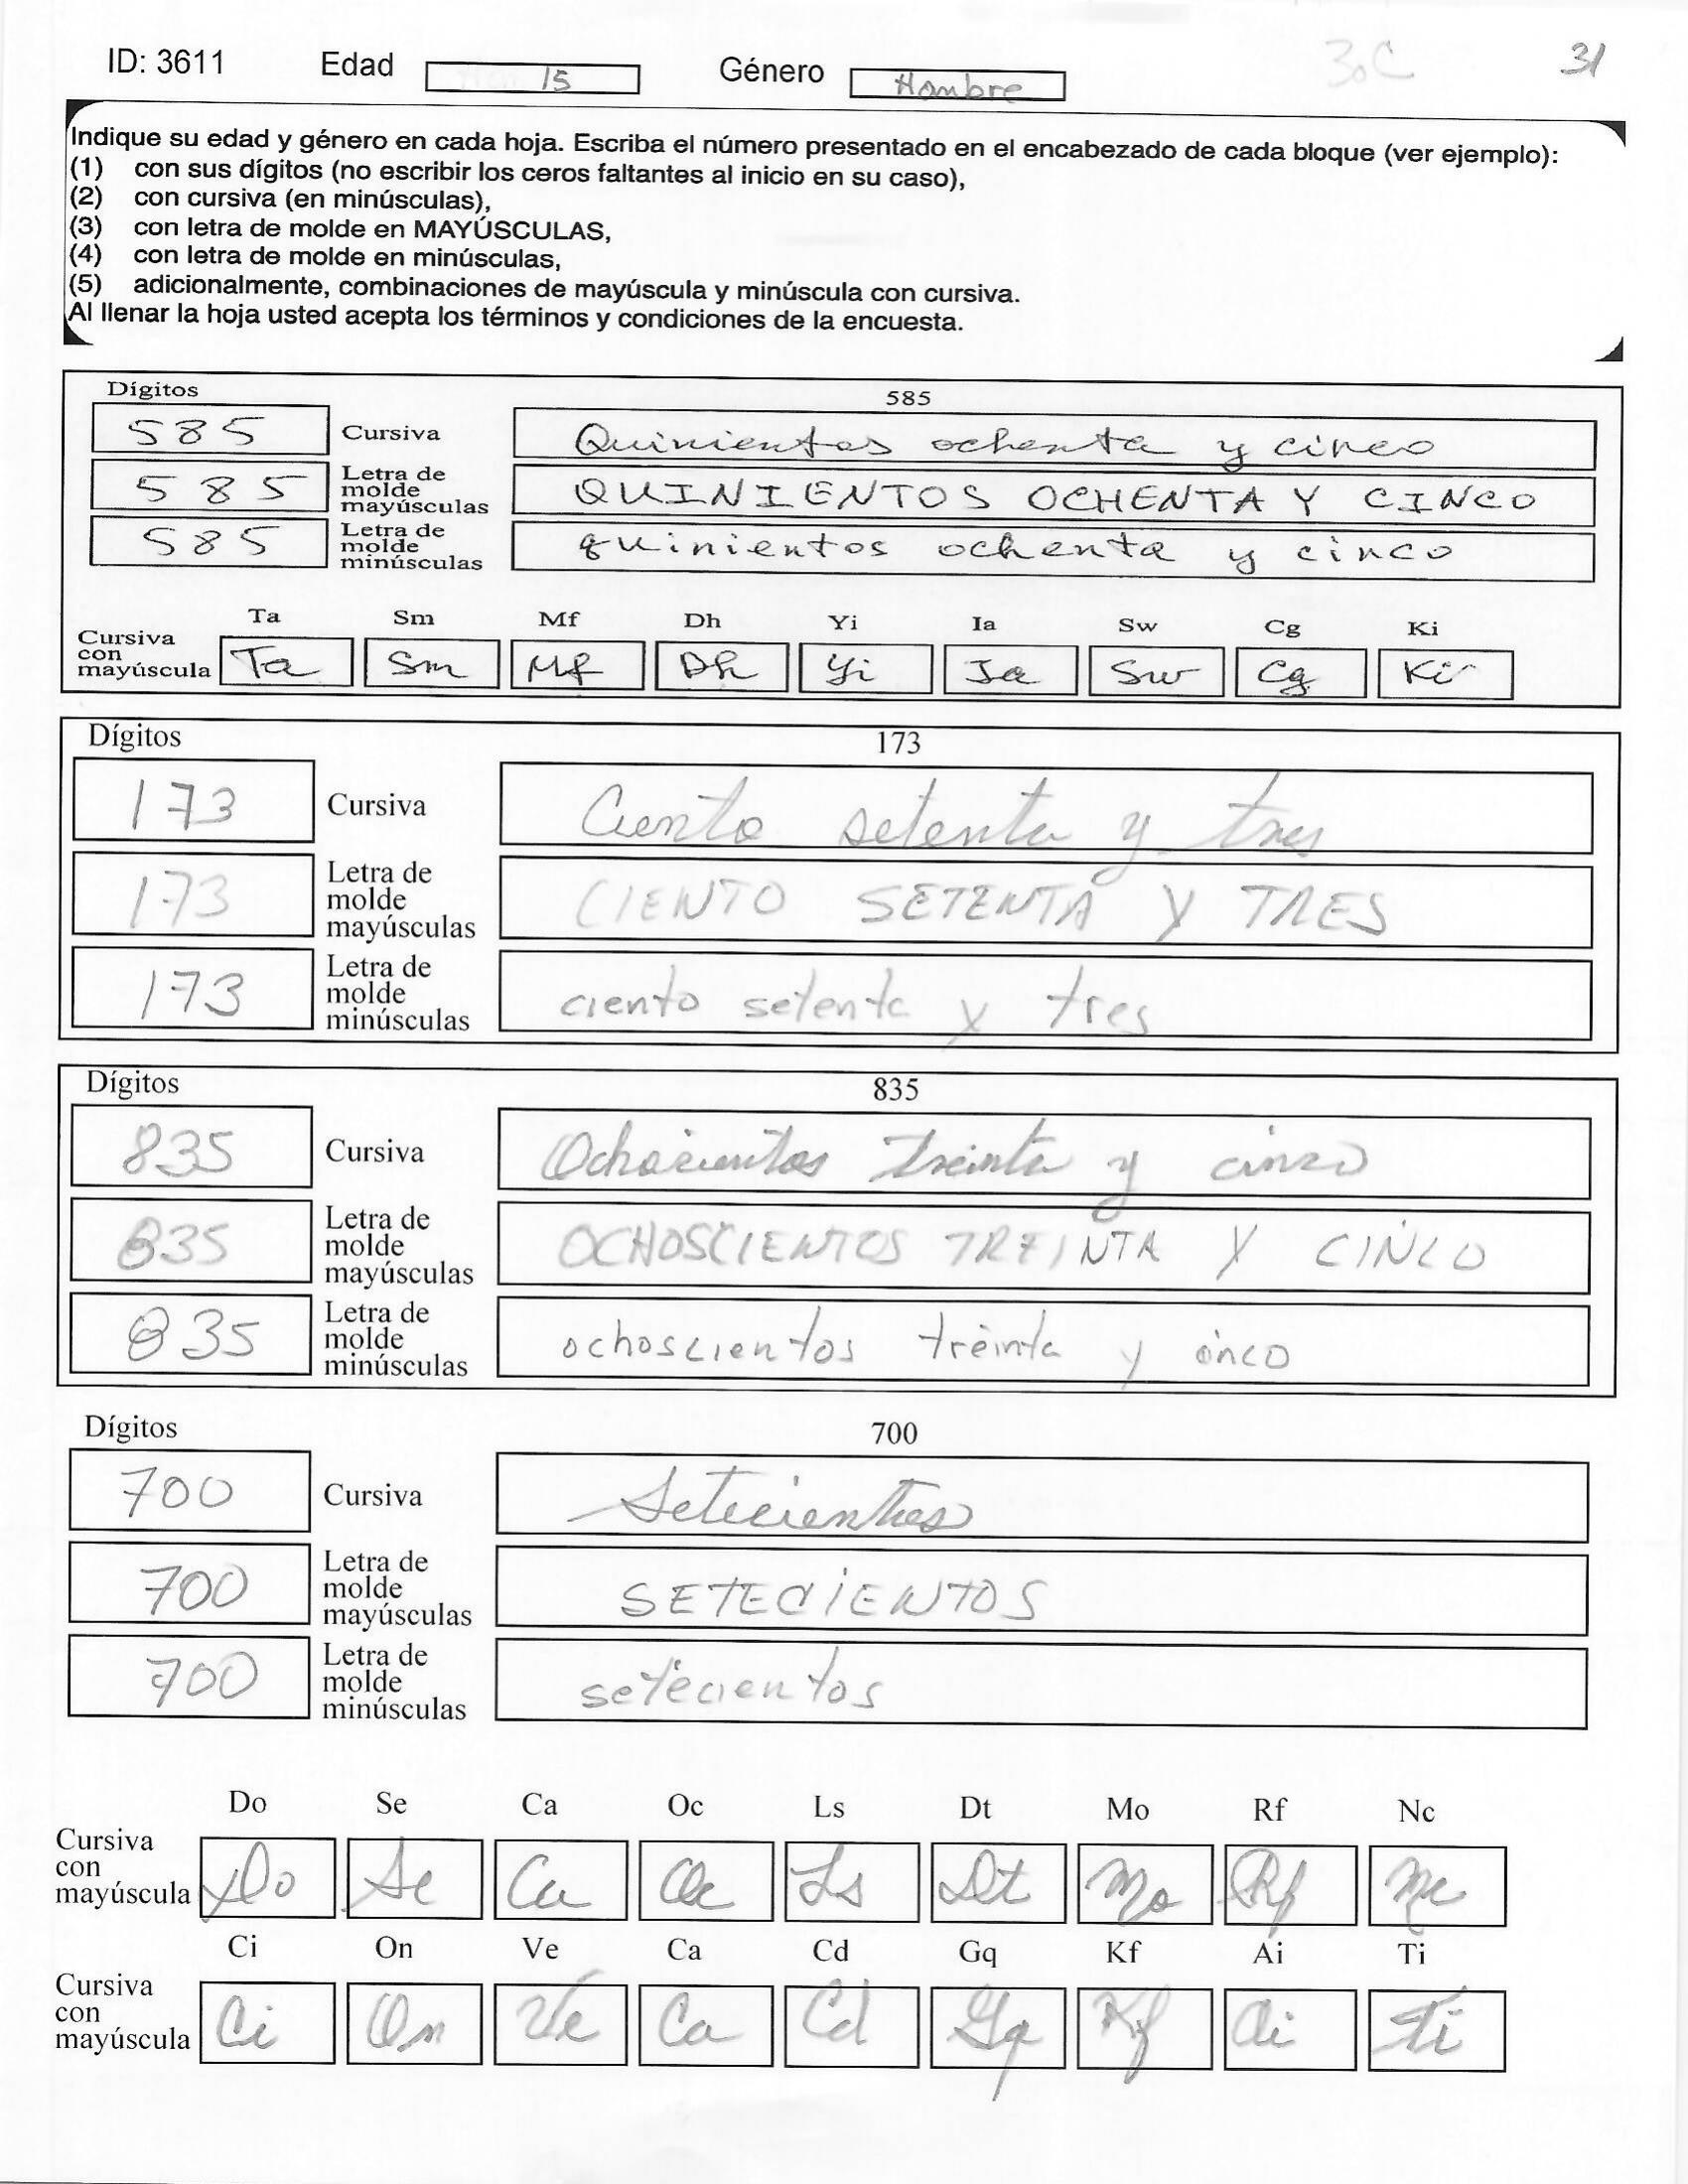 ID: 3611 Edad 15 Género Hombre 3oC 31
Indique su edad y género en cada hoja. Escriba el número presentado en el encabezado de cada bloque (ver ejemplo):
(1) con sus dígitos (no escribir los ceros faltantes al inicio en su caso),
(2) con cursiva (en minúsculas),
(3) con letra de molde en MAYÚSCULAS,
(4) con letra de molde en minúsculas,
(5) adicionalmente, combinaciones de mayúscula y minúscula con cursiva.
Al llenar la hoja usted acepta los términos y condiciones de la encuesta.
Dígitos 585
585 Cursiva Quinientos ochenta y cinco
585 Letra de molde mayúsculas QUINIENTOS OCHENTA Y CINCO
585 Letra de molde minúsculas quinientos ochenta y cinco
Ta Sm Mf Dh Yi Ia Sw Cg Ki
Cursiva con mayúscula Ta Sm Mf Dh Yi Ia Sw Cg Ki
Dígitos 173
173 Cursiva Ciento setenta y tres
173 Letra de molde mayúsculas CIENTO SETENTA Y TRES
173 Letra de molde minúsculas ciento setenta y tres
Dígitos 835
835 Cursiva Ochocientos treinta y cinco
835 Letra de molde mayúsculas OCHOSCIENTOS TREINTA Y CINCO
835 Letra de molde minúsculas ochoscientos treinta y cinco
Dígitos 700
700 Cursiva Setecientos
700 Letra de molde mayúsculas SETECIENTOS
700 Letra de molde minúsculas setecientos
Do Se Ca Oc Ls Dt Mo Rf Nc
Cursiva con mayúscula Do Se Ca Oc Ls Dt Mo Rf Nc
Ci On Ve Ca Cd Gq Kf Ai Ti
Cursiva con mayúscula Ci On Ve Ca Cd Gq Kf Ai Ti